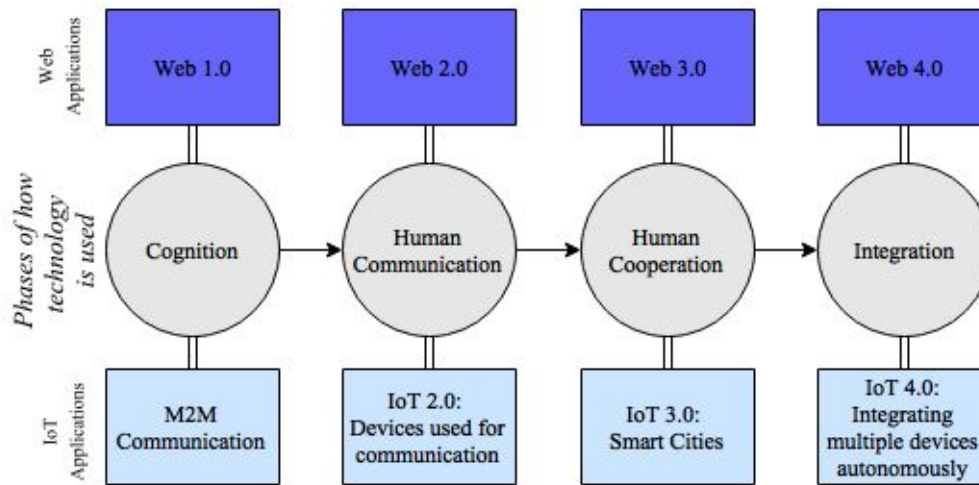 Web
Applications
Web 1.0
Web 2.0
Web 3.0
Web 4.0
Phases of how
technology
is used
Cognition
Human
Communication
Human
Cooperation
Integration
IoT
Applications
M2M
Communication
IoT 2.0:
Devices used for
communication
IoT 3.0:
Smart Cities
IoT 4.0:
Integrating
multiple devices
autonomously